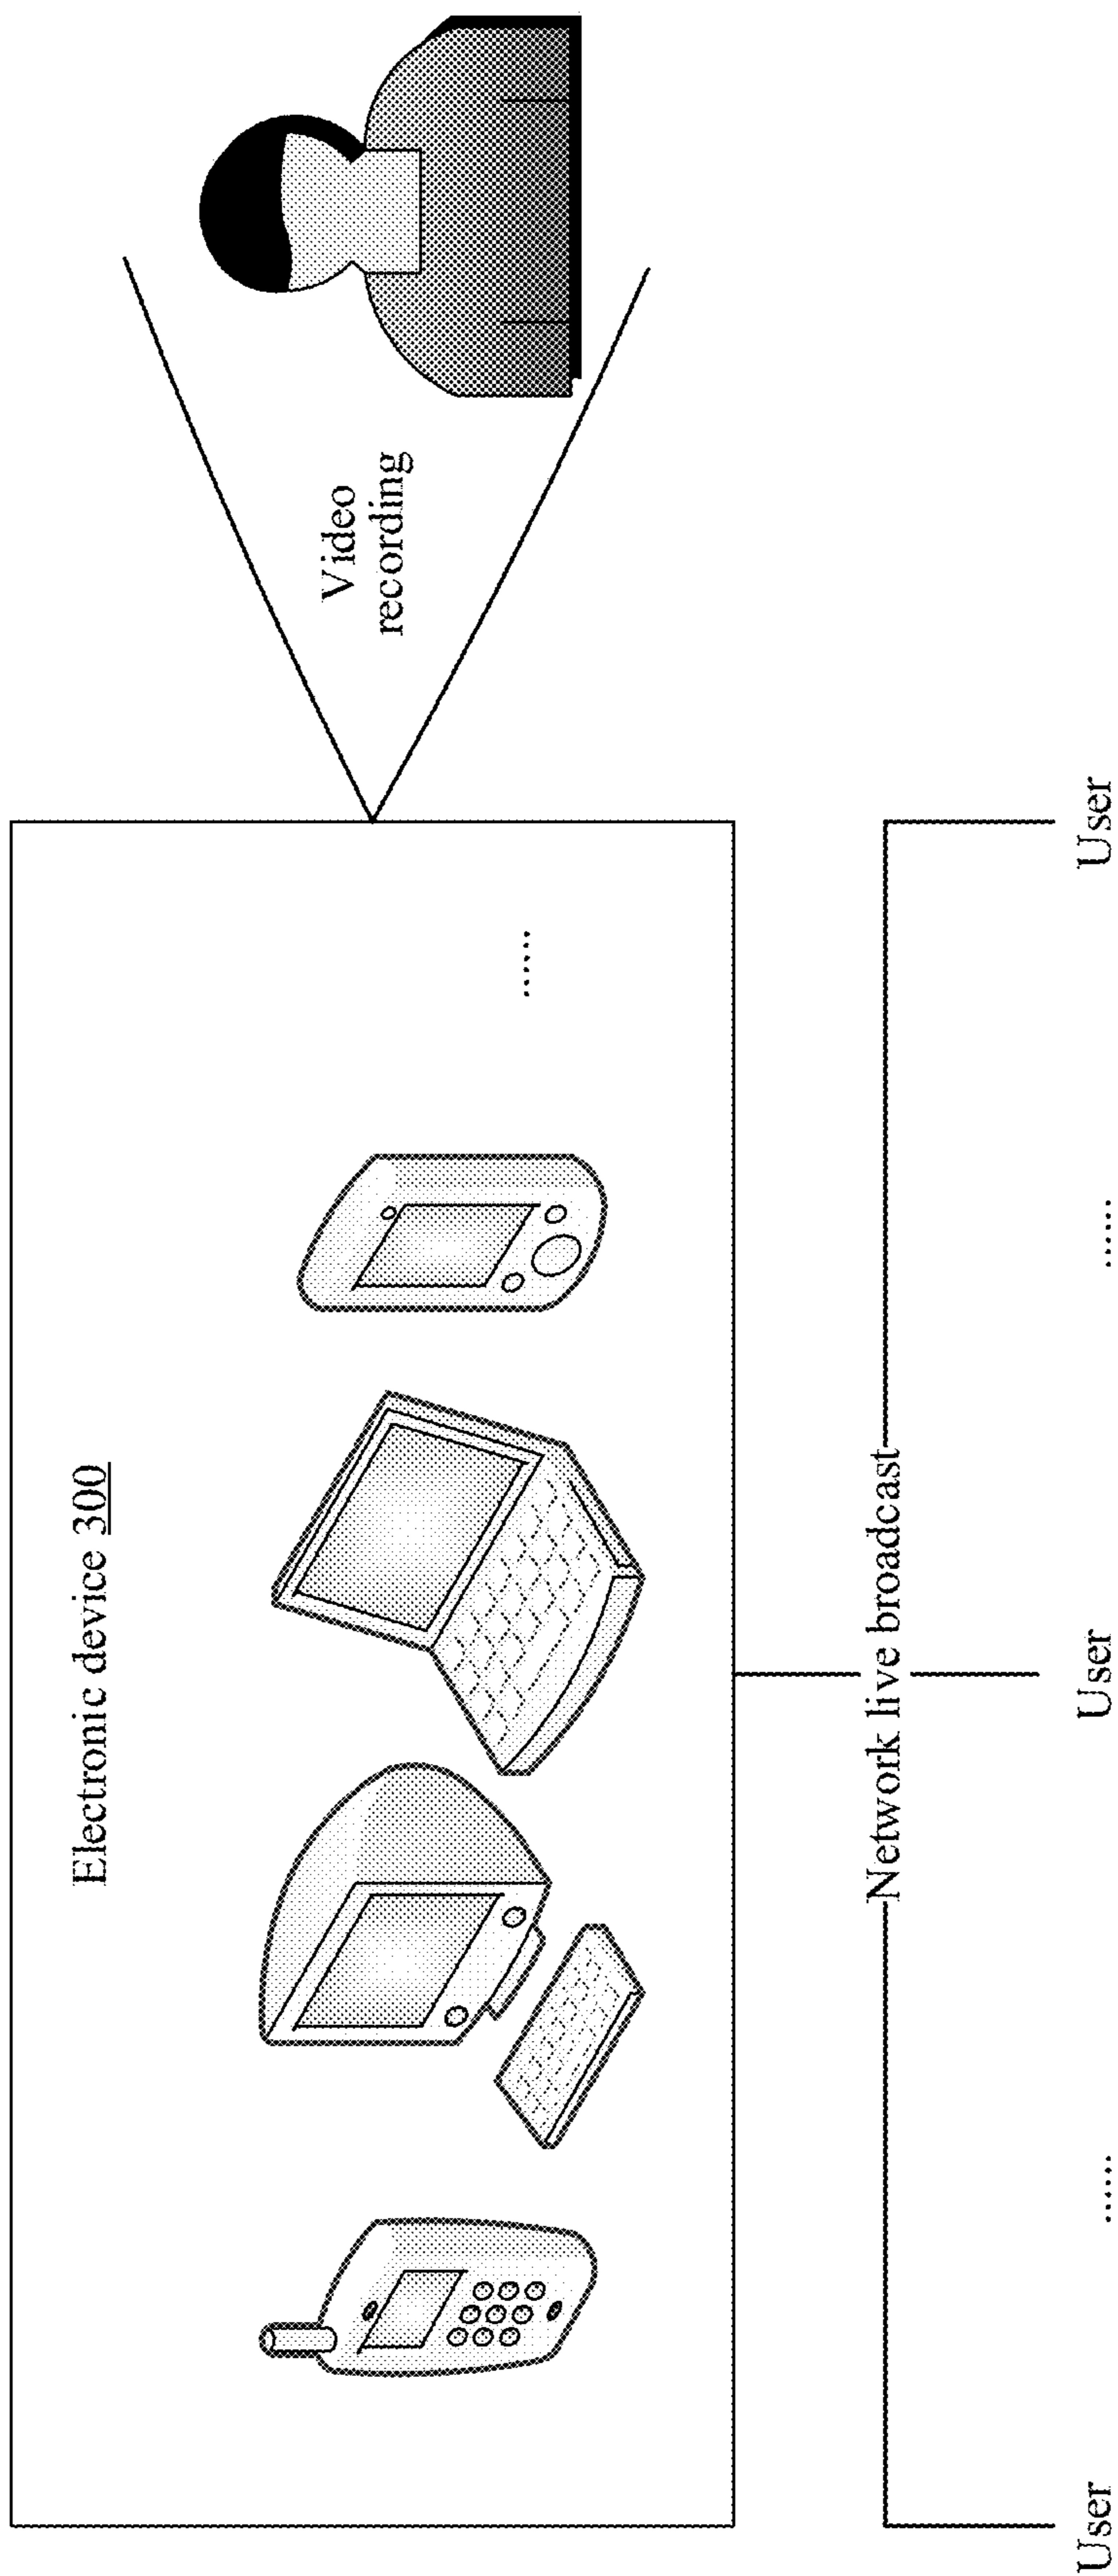 Electronic device 300
......
Video
recording
Network live broadcast
User
......
User
......
User